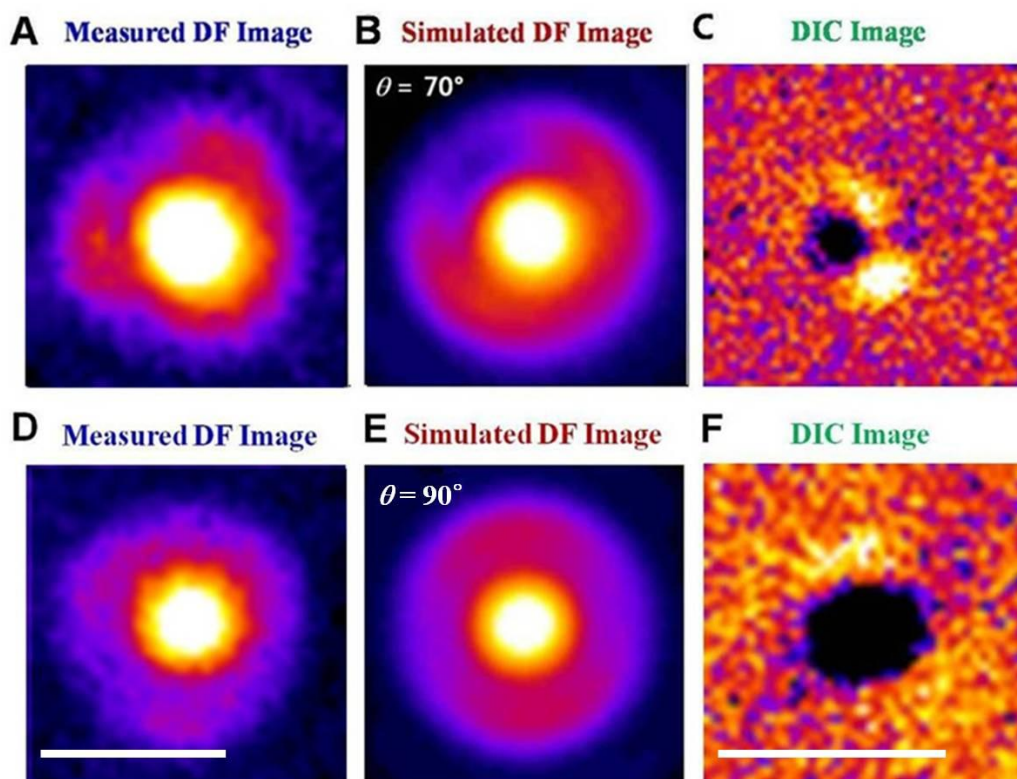 A Measured DF Image
B Simulated DF Image
C DIC Image
θ = 70°
D Measured DF Image
E Simulated DF Image
F DIC Image
θ = 90°